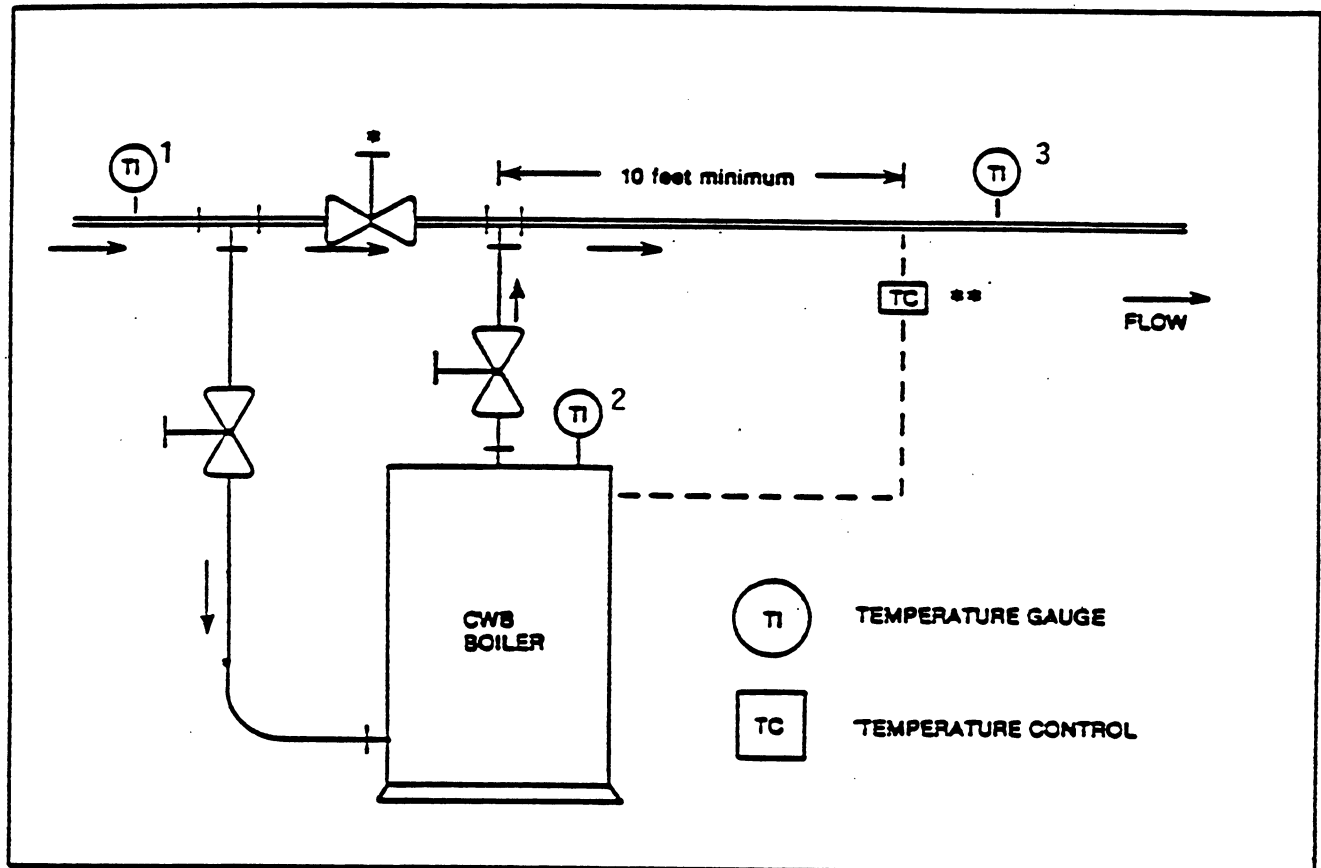 *
TI 1
10 feet minimum
TI 3
TC **
FLOW
TI 2
CWB
BOILER
TI TEMPERATURE GAUGE
TC TEMPERATURE CONTROL